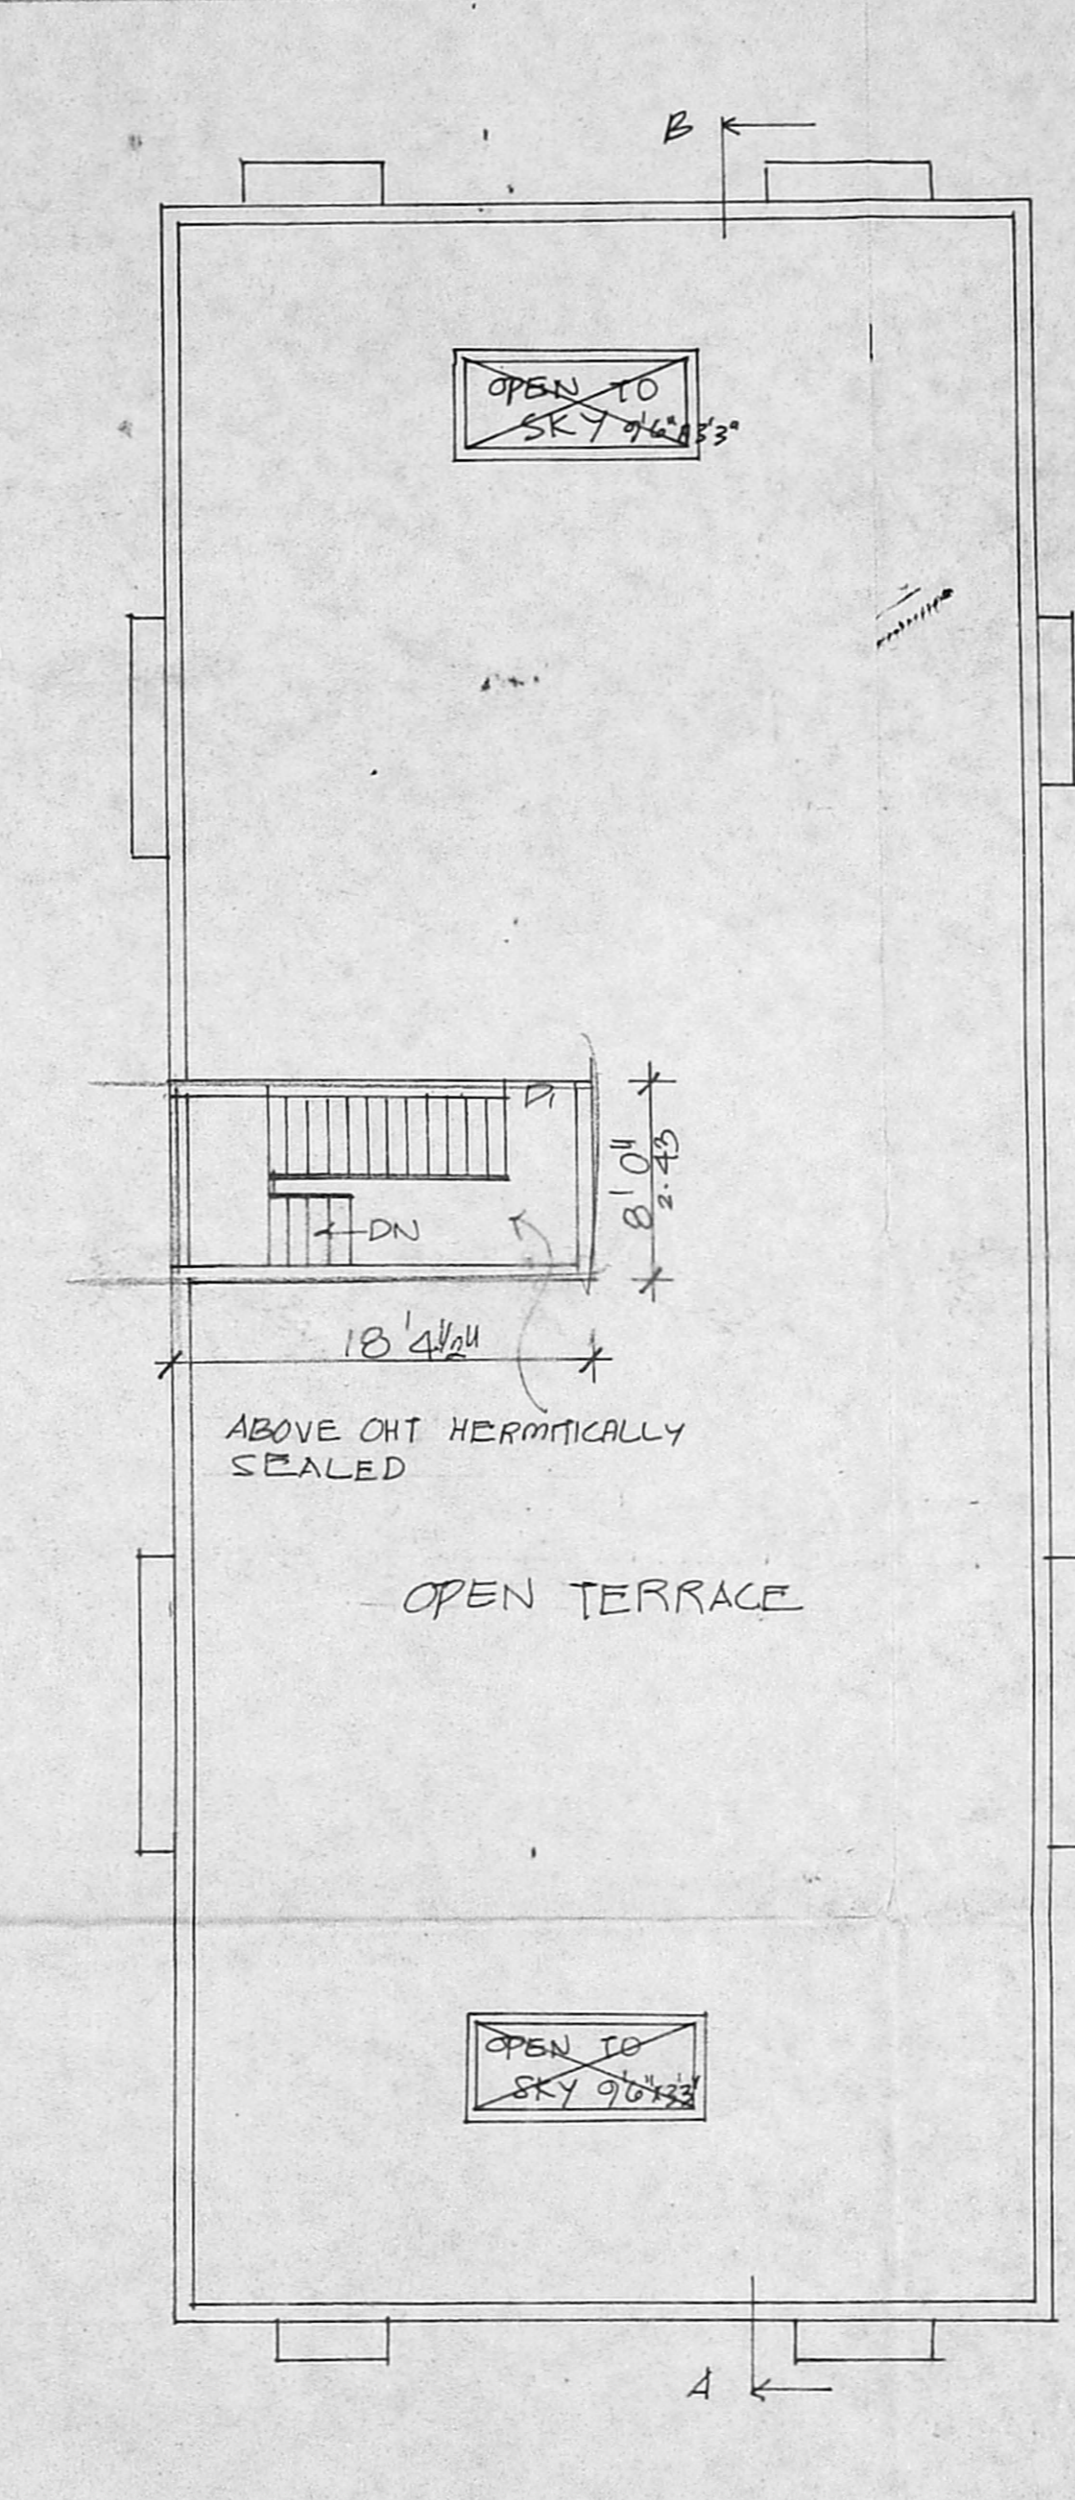 B
OPEN TO
SKY 9'6"x3'3"
D1
8'0"
2.43
DN
18'4½"
ABOVE OHT HERMITICALLY
SEALED
OPEN TERRACE
OPEN TO
SKY 9'6"x3'3"
A